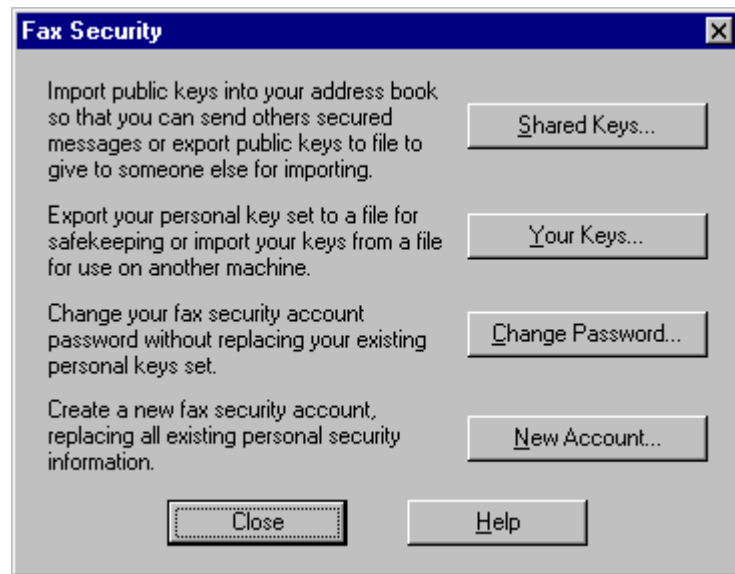 Fax Security
Import public keys into your address book
so that you can send others secured
messages or export public keys to file to
give to someone else for importing.
Shared Keys...
Export your personal key set to a file for
safekeeping or import your keys from a file
for use on another machine.
Your Keys...
Change your fax security account
password without replacing your existing
personal keys set.
Change Password...
Create a new fax security account,
replacing all existing personal security
information.
New Account...
Close
Help